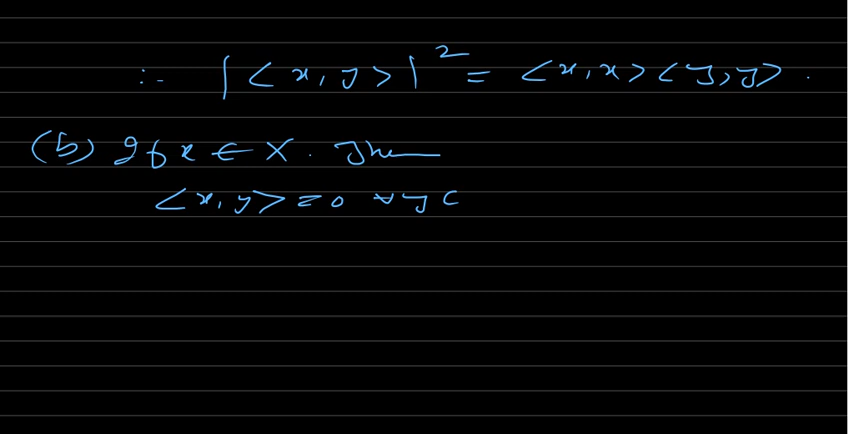 ∴ |<x, y>|² = <x, x> <y, y>.
(b) If x ∈ X. Then
<x, y> = 0 ∀ y ∈